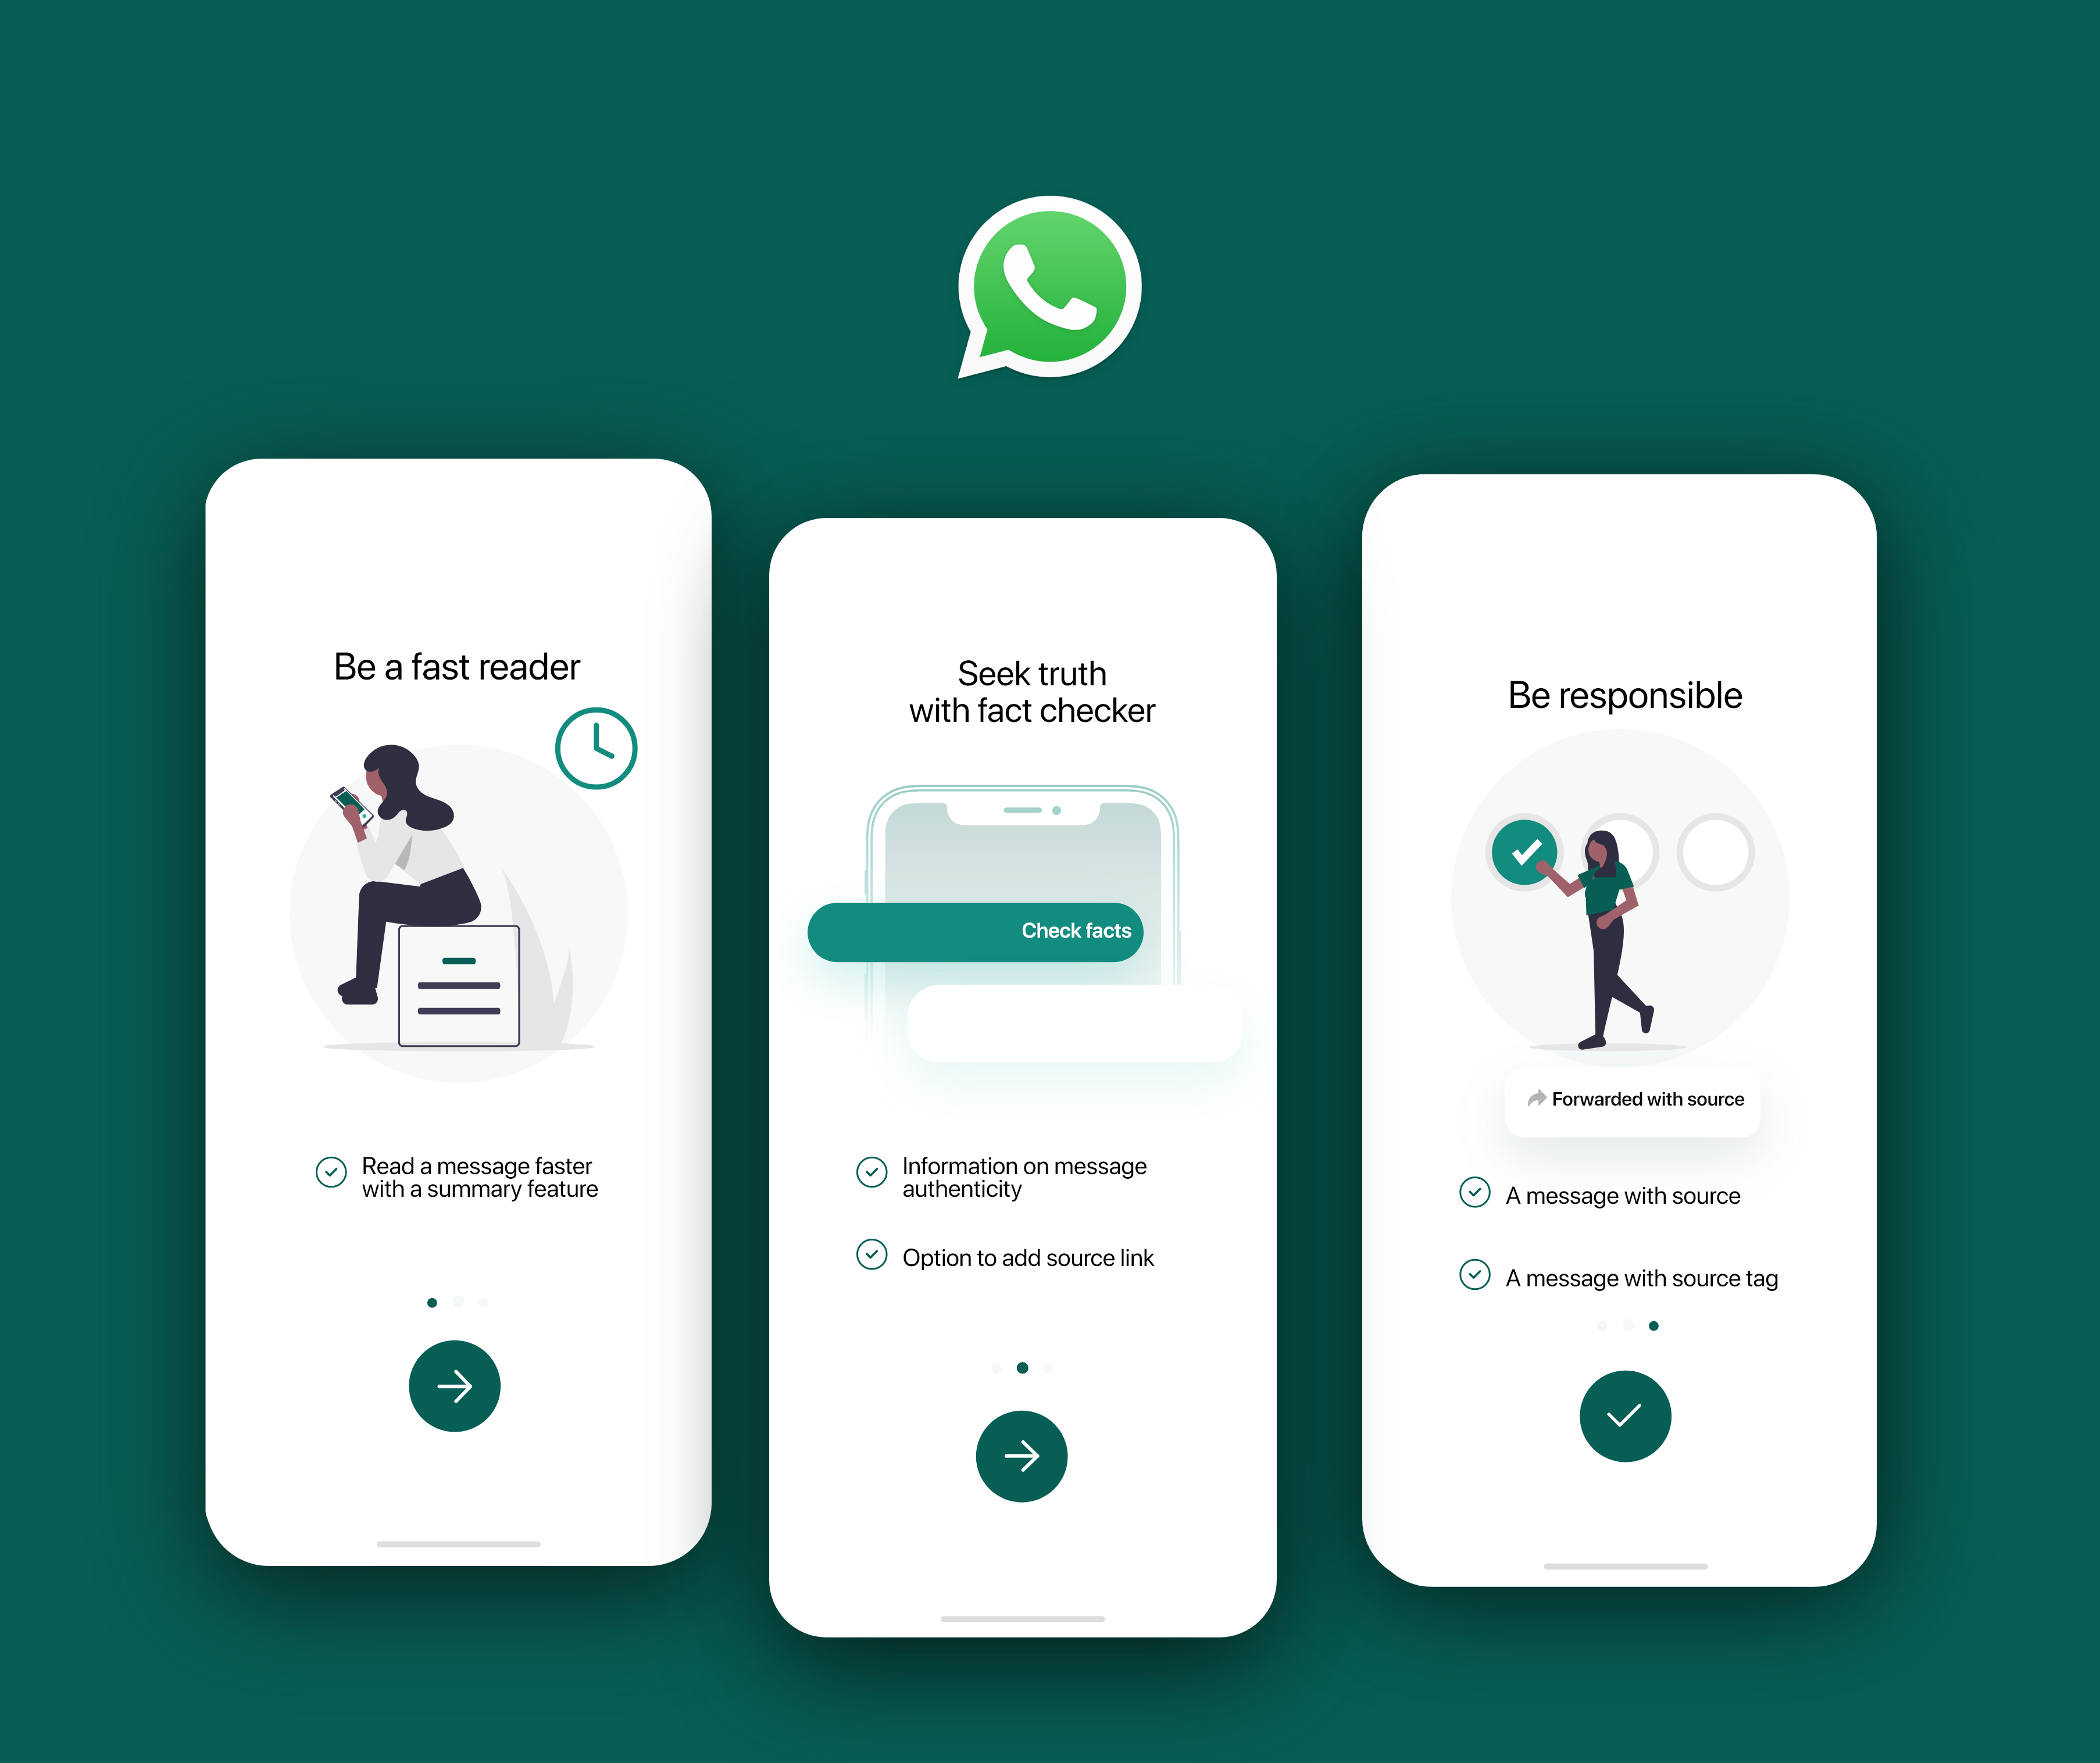 Be a fast reader
Read a message faster
with a summary feature
Seek truth
with fact checker
Check facts
Information on message
authenticity
Option to add source link
Be responsible
Forwarded with source
A message with source
A message with source tag